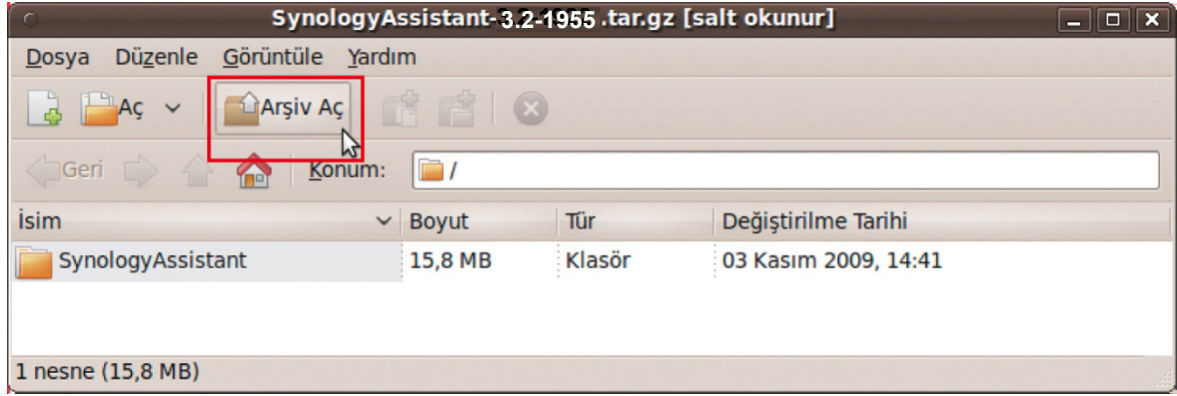 SynologyAssistant-3.2-1955 .tar.gz [salt okunur]
Dosya Düzenle Görüntüle Yardım
Aç Arşiv Aç
Geri Konum: /
İsim Boyut Tür Değiştirilme Tarihi
SynologyAssistant 15,8 MB Klasör 03 Kasım 2009, 14:41
1 nesne (15,8 MB)